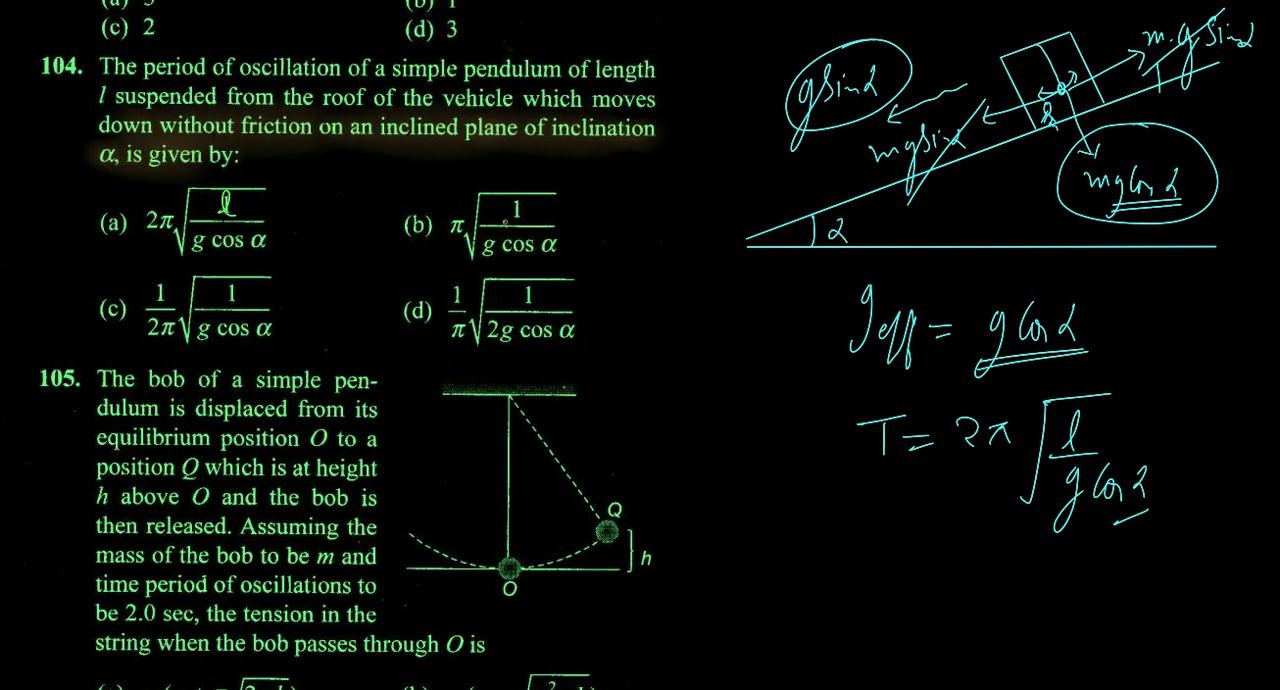 (c) 2
(d) 3
104. The period of oscillation of a simple pendulum of length
l suspended from the roof of the vehicle which moves
down without friction on an inclined plane of inclination
α, is given by:
(a) 2π√(l / g cos α)
(b) π√(1 / g cos α)
(c) 1/2π √(1 / g cos α)
(d) 1/π √(1 / 2g cos α)
105. The bob of a simple pen-
dulum is displaced from its
equilibrium position O to a
position Q which is at height
h above O and the bob is
then released. Assuming the
mass of the bob to be m and
time period of oscillations to
be 2.0 sec, the tension in the
string when the bob passes through O is
Q
h
O
m.g sin α
g sin α
mg sin α
mg cos α
α
g eff = g cos α
T = 2π √(l / g cos α)